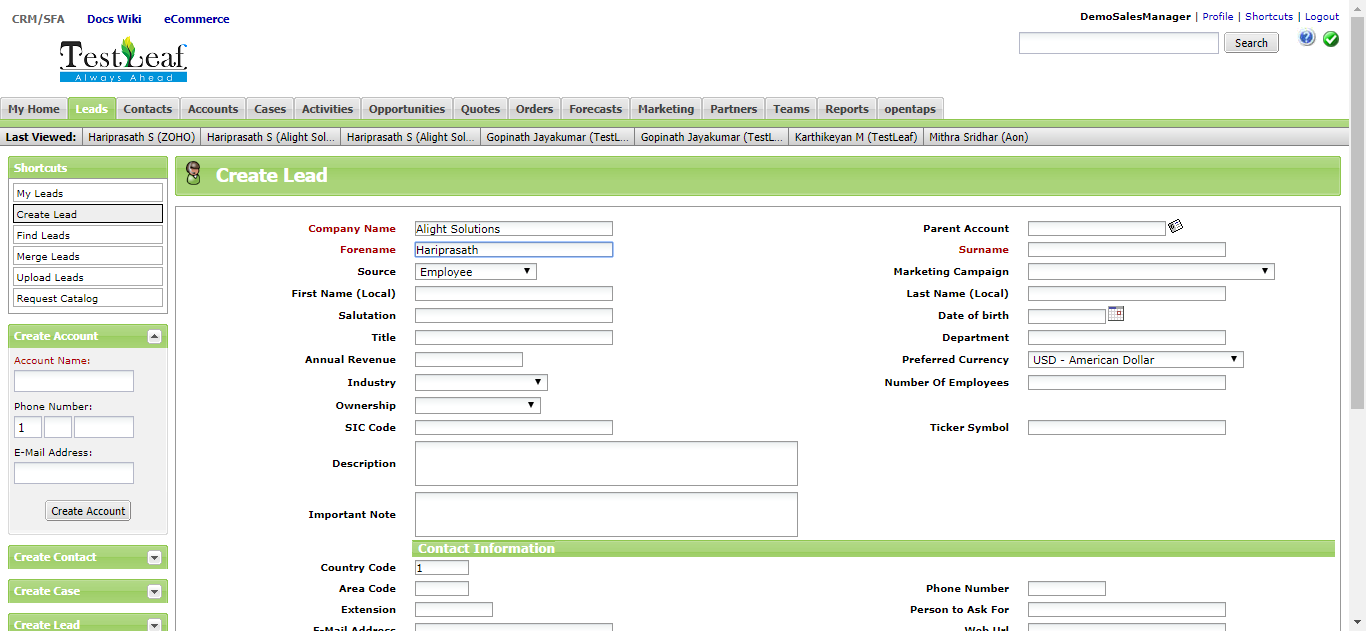 CRM/SFA Docs Wiki eCommerce
DemoSalesManager | Profile | Shortcuts | Logout
TestLeaf
Always Ahead
Search
My Home Leads Contacts Accounts Cases Activities Opportunities Quotes Orders Forecasts Marketing Partners Teams Reports opentaps
Last Viewed: Hariprasath S (ZOHO) Hariprasath S (Alight Sol... Hariprasath S (Alight Sol... Gopinath Jayakumar (TestL... Gopinath Jayakumar (TestL... Karthikeyan M (TestLeaf) Mithra Sridhar (Aon)
Shortcuts
My Leads
Create Lead
Find Leads
Merge Leads
Upload Leads
Request Catalog
Create Account
Account Name:
Phone Number:
1
E-Mail Address:
Create Account
Create Contact
Create Case
Create Lead
Create Lead
Company Name Alight Solutions Parent Account
Forename Hariprasath Surname
Source Employee Marketing Campaign
First Name (Local) Last Name (Local)
Salutation Date of birth
Title Department
Annual Revenue Preferred Currency USD - American Dollar
Industry Number Of Employees
Ownership
SIC Code Ticker Symbol
Description
Important Note
Contact Information
Country Code 1
Area Code Phone Number
Extension Person to Ask For
E-Mail Address Web Url